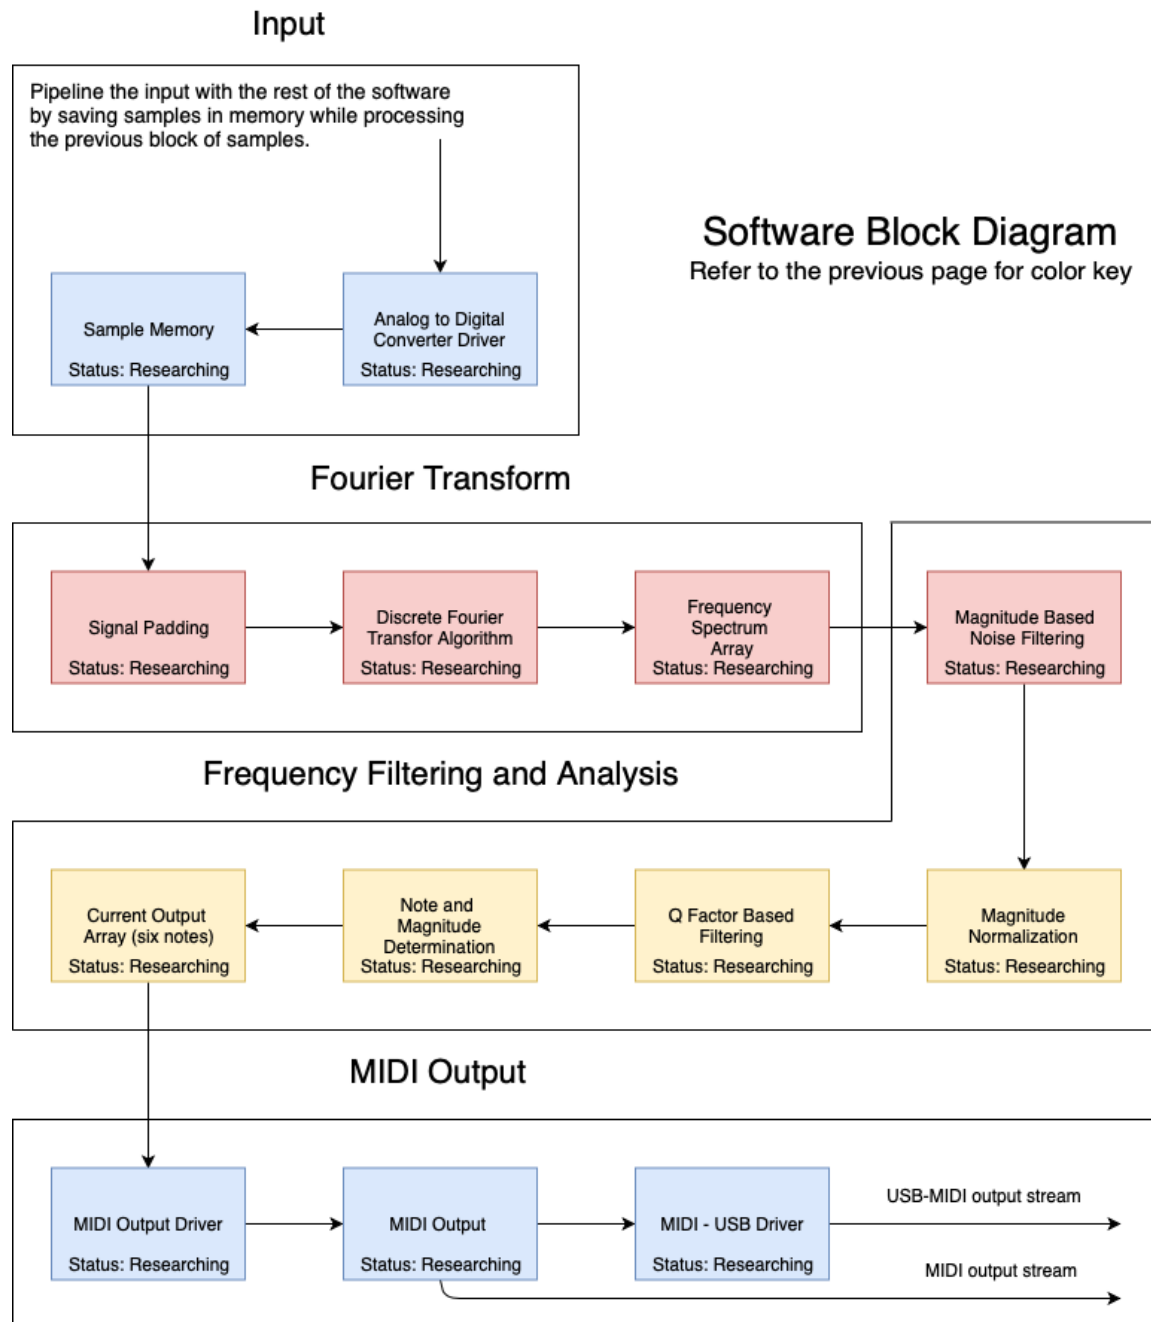 Input
Pipeline the input with the rest of the software
by saving samples in memory while processing
the previous block of samples.
Software Block Diagram
Refer to the previous page for color key
Sample Memory
Status: Researching
Analog to Digital
Converter Driver
Status: Researching
Fourier Transform
Signal Padding
Status: Researching
Discrete Fourier
Transfor Algorithm
Status: Researching
Frequency
Spectrum
Array
Status: Researching
Magnitude Based
Noise Filtering
Status: Researching
Frequency Filtering and Analysis
Current Output
Array (six notes)
Status: Researching
Note and
Magnitude
Determination
Status: Researching
Q Factor Based
Filtering
Status: Researching
Magnitude
Normalization
Status: Researching
MIDI Output
MIDI Output Driver
Status: Researching
MIDI Output
Status: Researching
MIDI - USB Driver
Status: Researching
USB-MIDI output stream
MIDI output stream